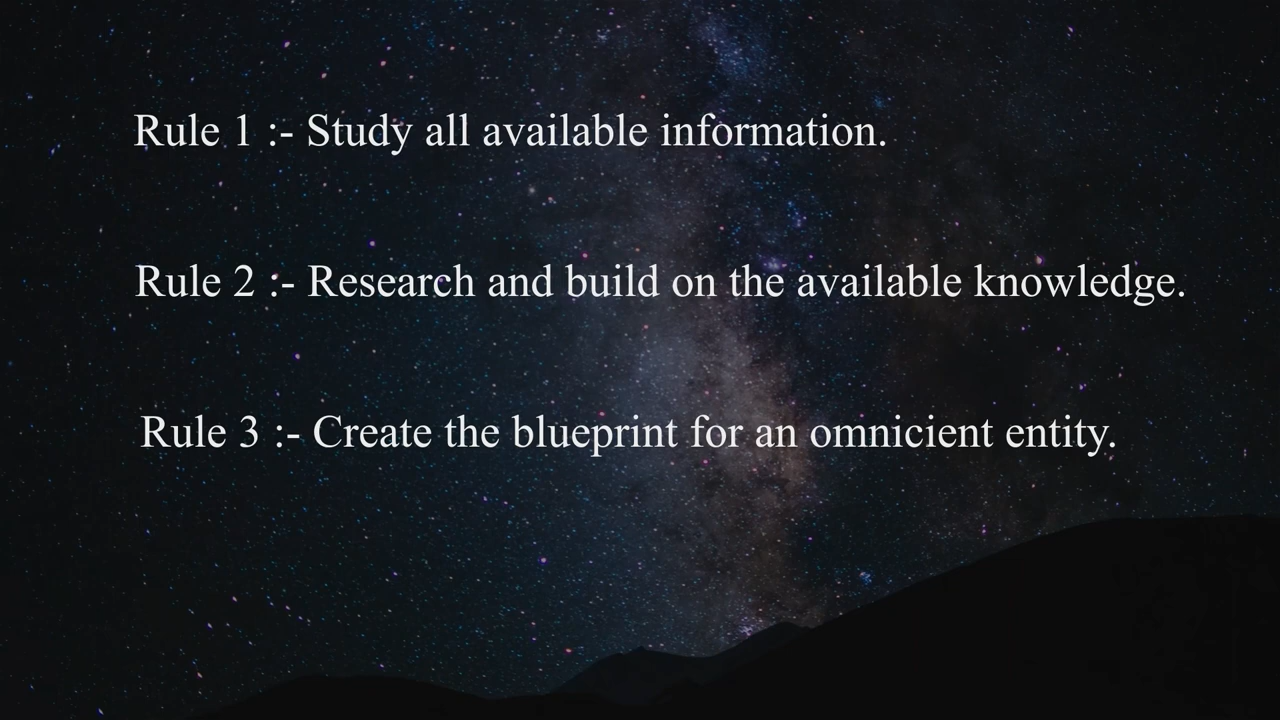 Rule 1 :- Study all available information.
Rule 2 :- Research and build on the available knowledge.
Rule 3 :- Create the blueprint for an omnicient entity.